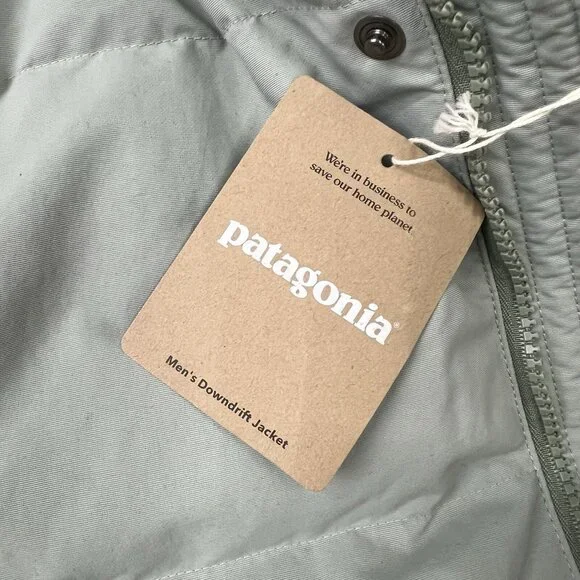 We're in business to
save our home planet.
patagonia®
Men's Downdrift Jacket